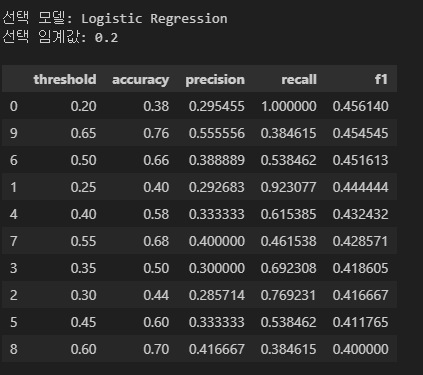 선택 모델: Logistic Regression
선택 임계값: 0.2
threshold accuracy precision recall f1
0 0.20 0.38 0.295455 1.000000 0.456140
9 0.65 0.76 0.555556 0.384615 0.454545
6 0.50 0.66 0.388889 0.538462 0.451613
1 0.25 0.40 0.292683 0.923077 0.444444
4 0.40 0.58 0.333333 0.615385 0.432432
7 0.55 0.68 0.400000 0.461538 0.428571
3 0.35 0.50 0.300000 0.692308 0.418605
2 0.30 0.44 0.285714 0.769231 0.416667
5 0.45 0.60 0.333333 0.538462 0.411765
8 0.60 0.70 0.416667 0.384615 0.400000